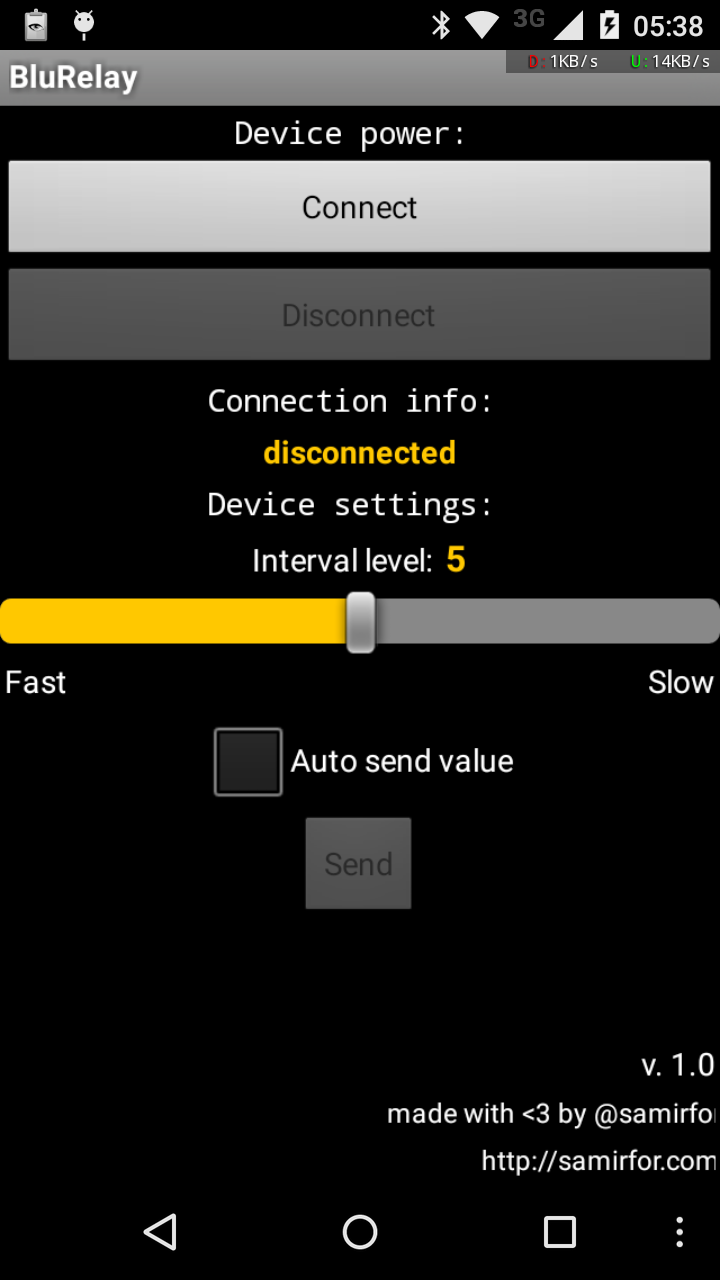 3G 05:38
BluRelay
D: 1KB/s U: 14KB/s
Device power:
Connect
Disconnect
Connection info:
disconnected
Device settings:
Interval level: 5
Fast Slow
Auto send value
Send
v. 1.0
made with <3 by @samirfo
http://samirfor.com